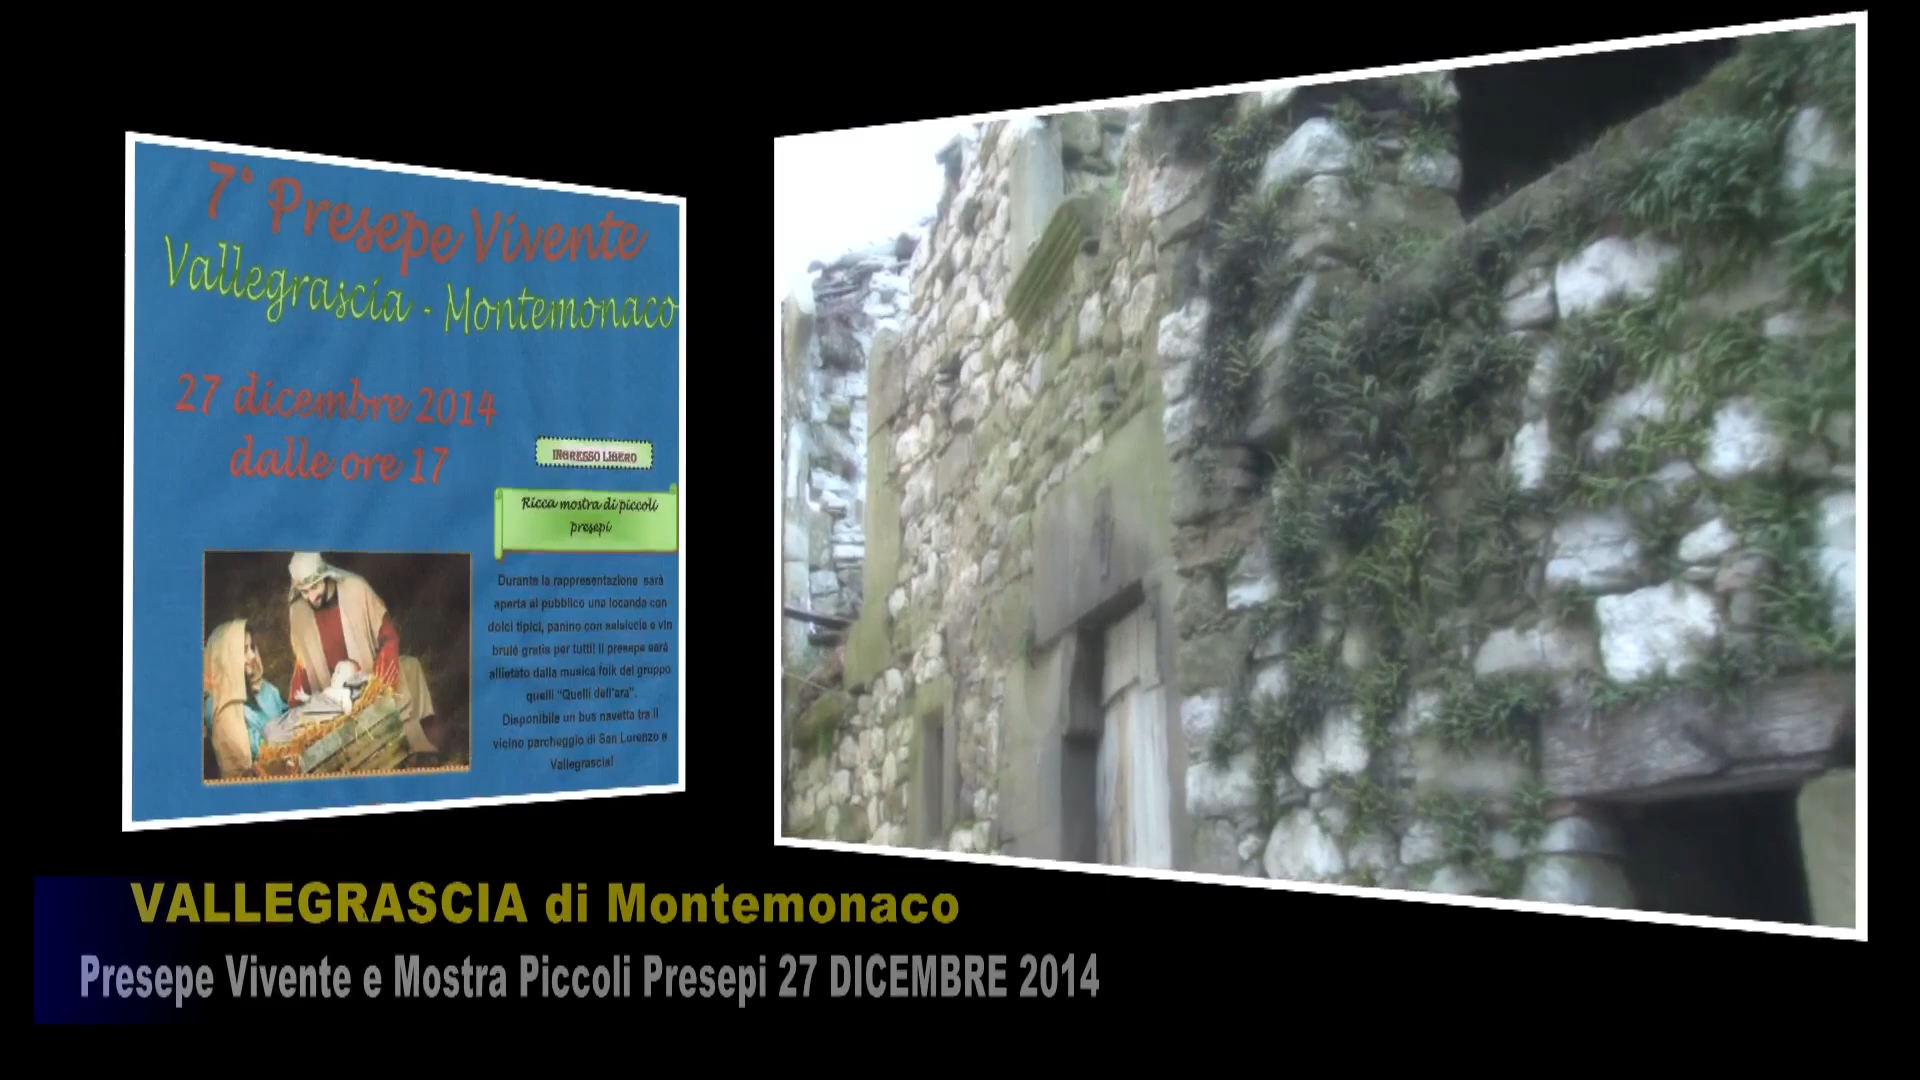 7° Presepe Vivente
Vallegrascia - Montemonaco
27 dicembre 2014
dalle ore 17
INGRESSO LIBERO
Ricca mostra di piccoli
presepi
Durante la rappresentazione sarà
aperta al pubblico una locanda con
dolci tipici, panino con salsiccia e vin
brulé gratis per tutti! Il presepe sarà
allietato dalla musica folk del gruppo
quelli "Quelli dell'ara".
Disponibile un bus navetta tra il
vicino parcheggio di San Lorenzo e
Vallegrascia!
VALLEGRASCIA di Montemonaco
Presepe Vivente e Mostra Piccoli Presepi 27 DICEMBRE 2014